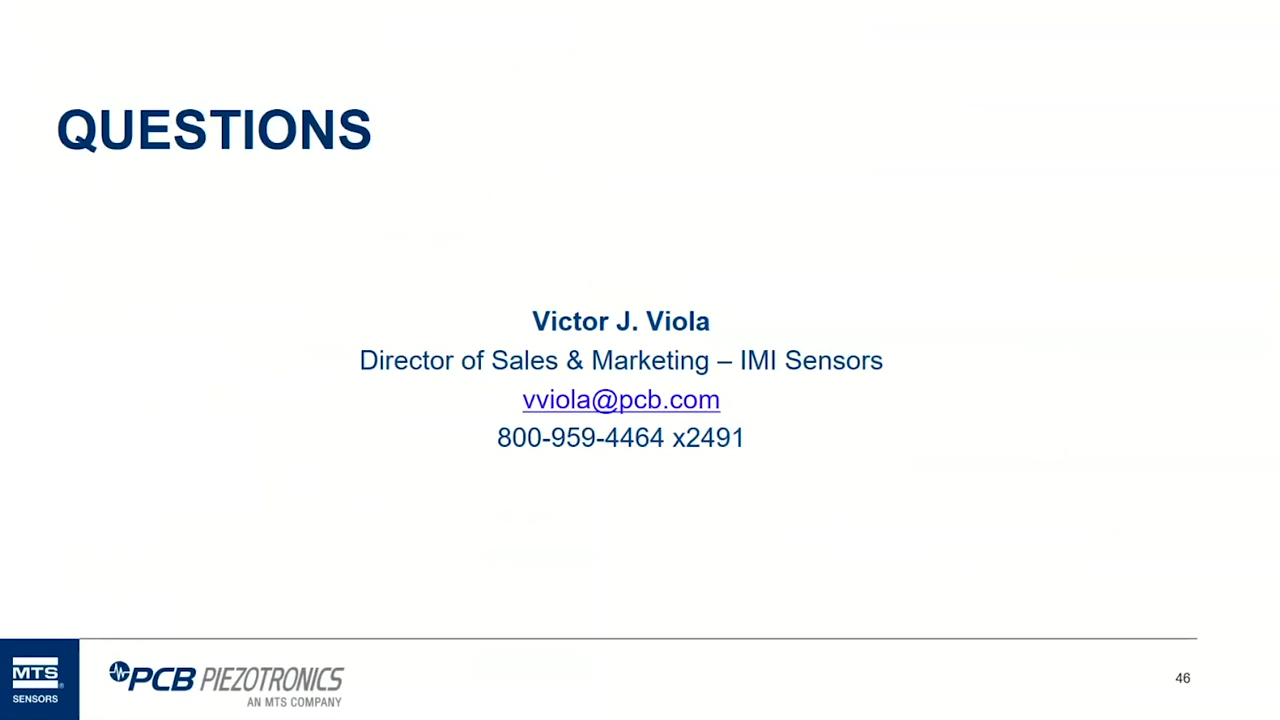 QUESTIONS
Victor J. Viola
Director of Sales & Marketing – IMI Sensors
vviola@pcb.com
800-959-4464 x2491
MTS®
SENSORS
PCB PIEZOTRONICS
AN MTS COMPANY
46